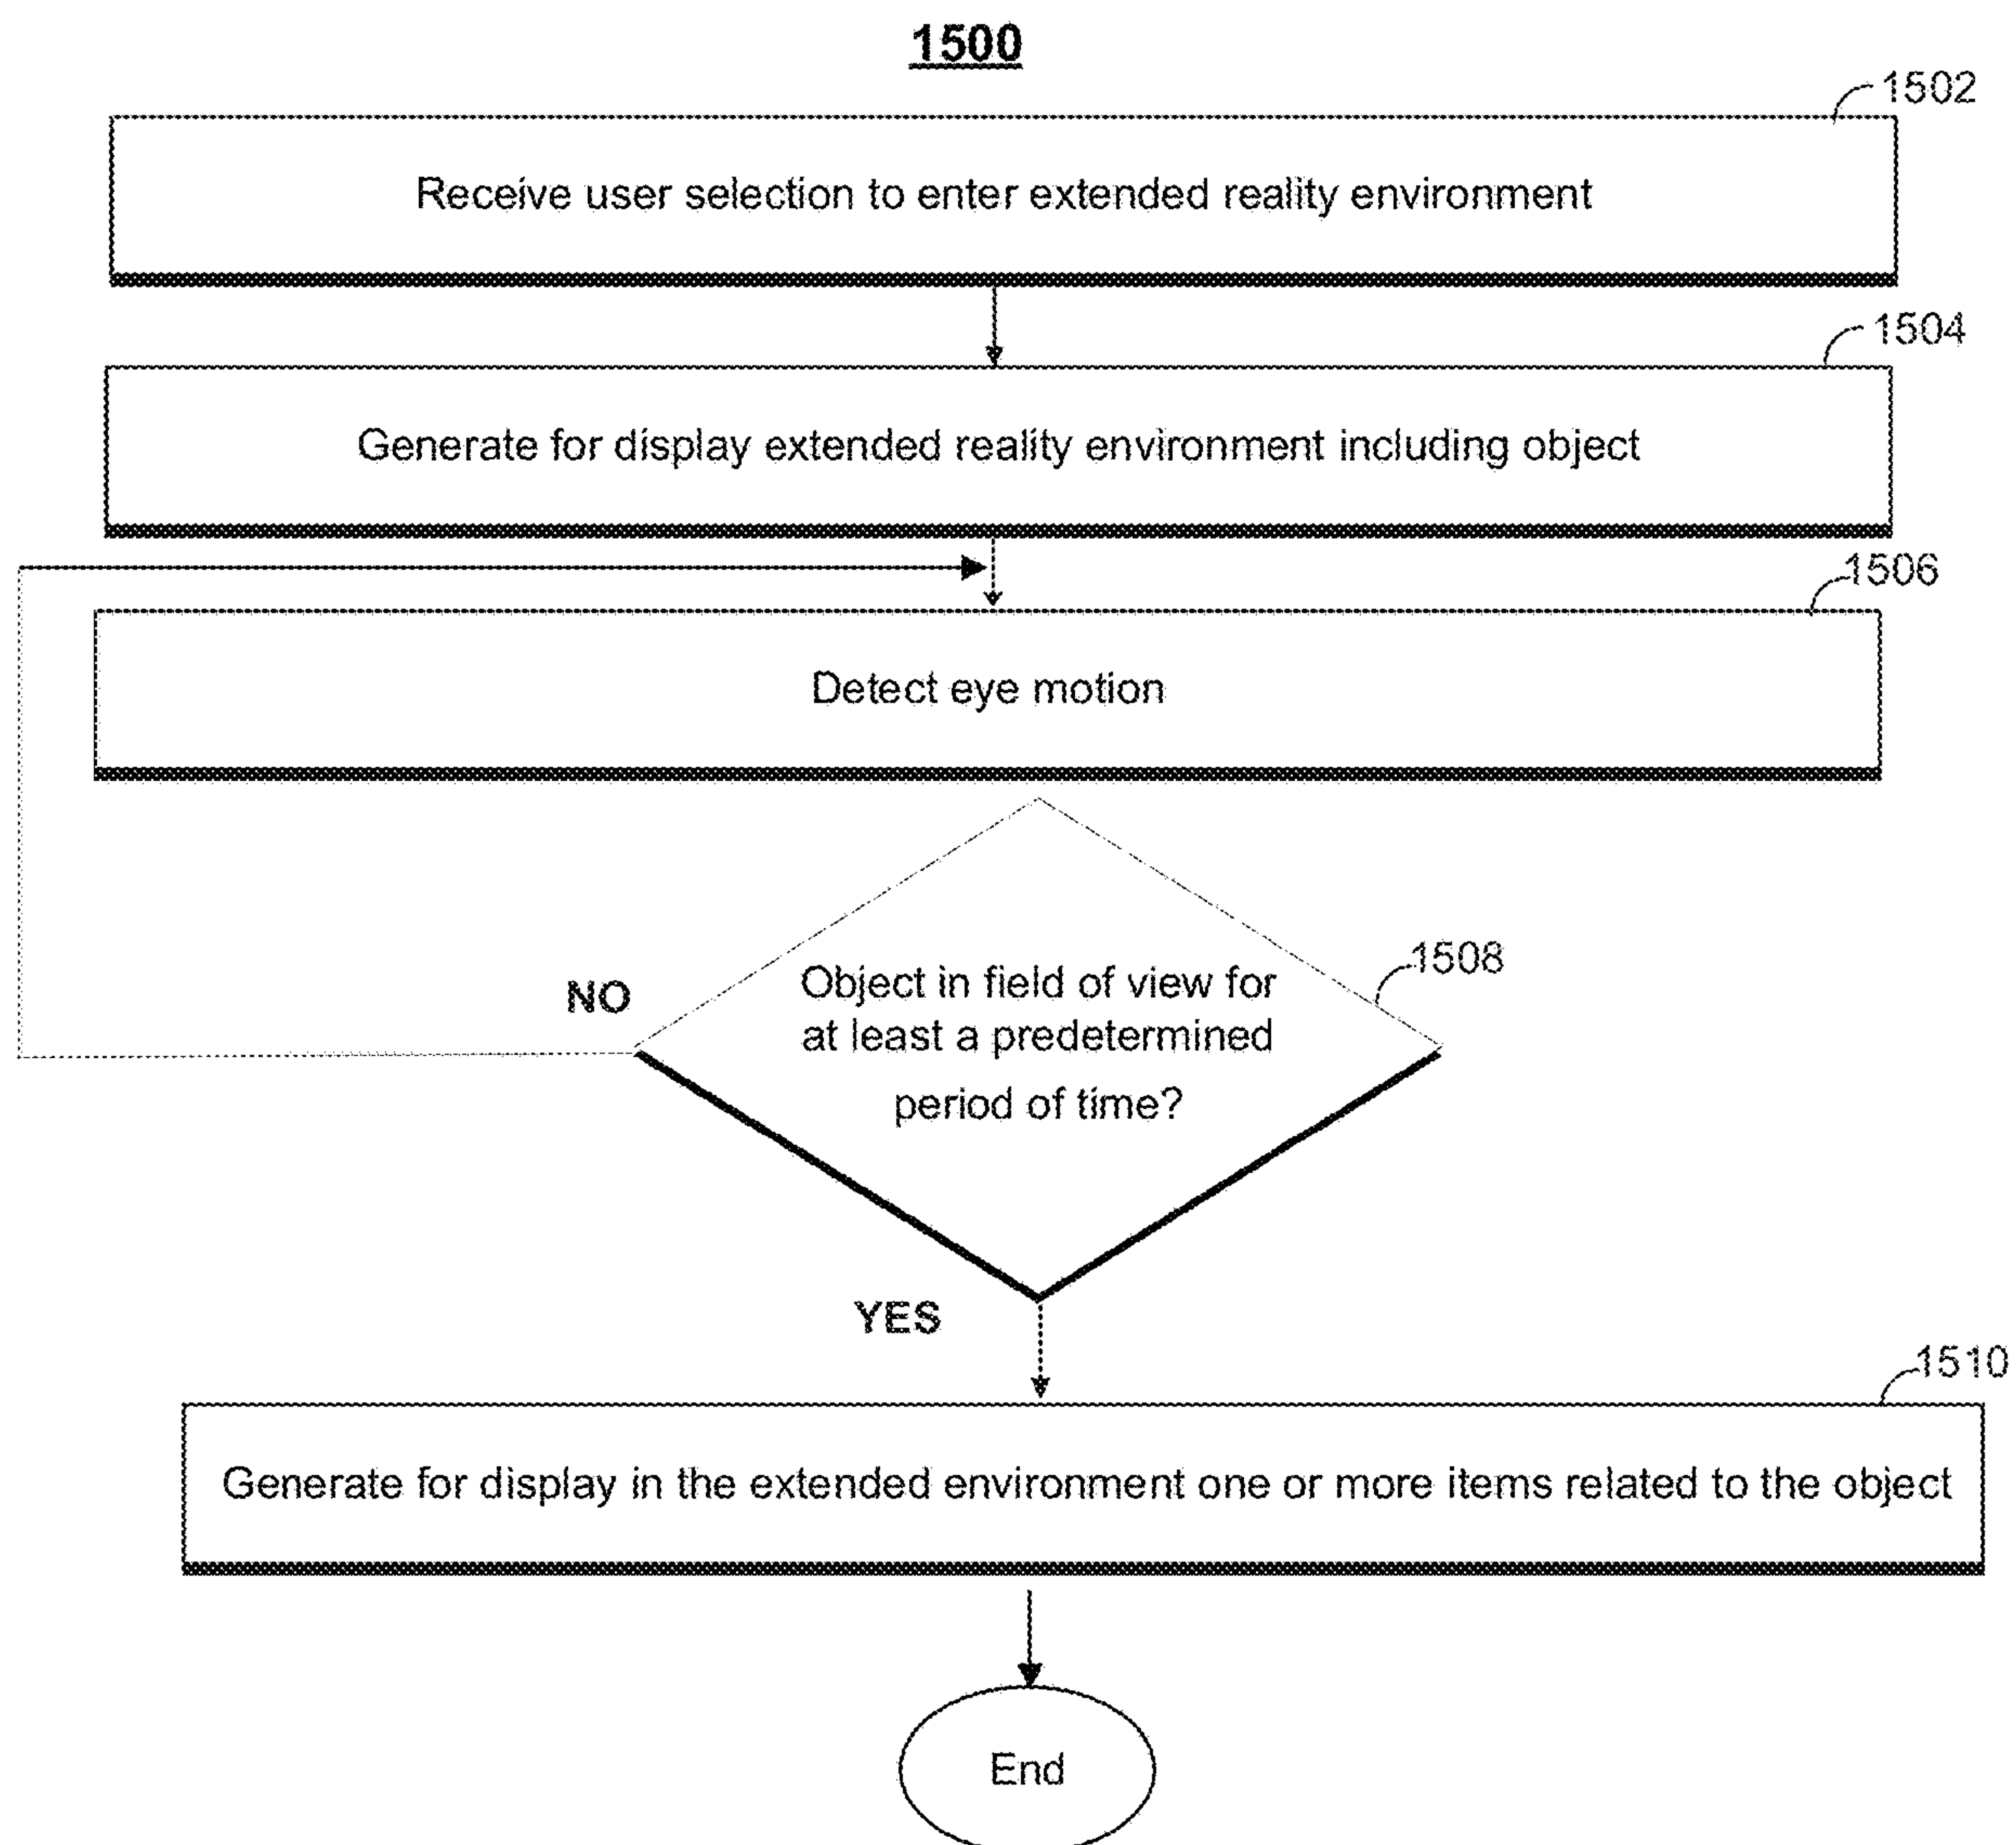 1500
1502
Receive user selection to enter extended reality environment
1504
Generate for display extended reality environment including object
1506
Detect eye motion
1508
Object in field of view for
at least a predetermined
period of time?
NO
YES
1510
Generate for display in the extended environment one or more items related to the object
End